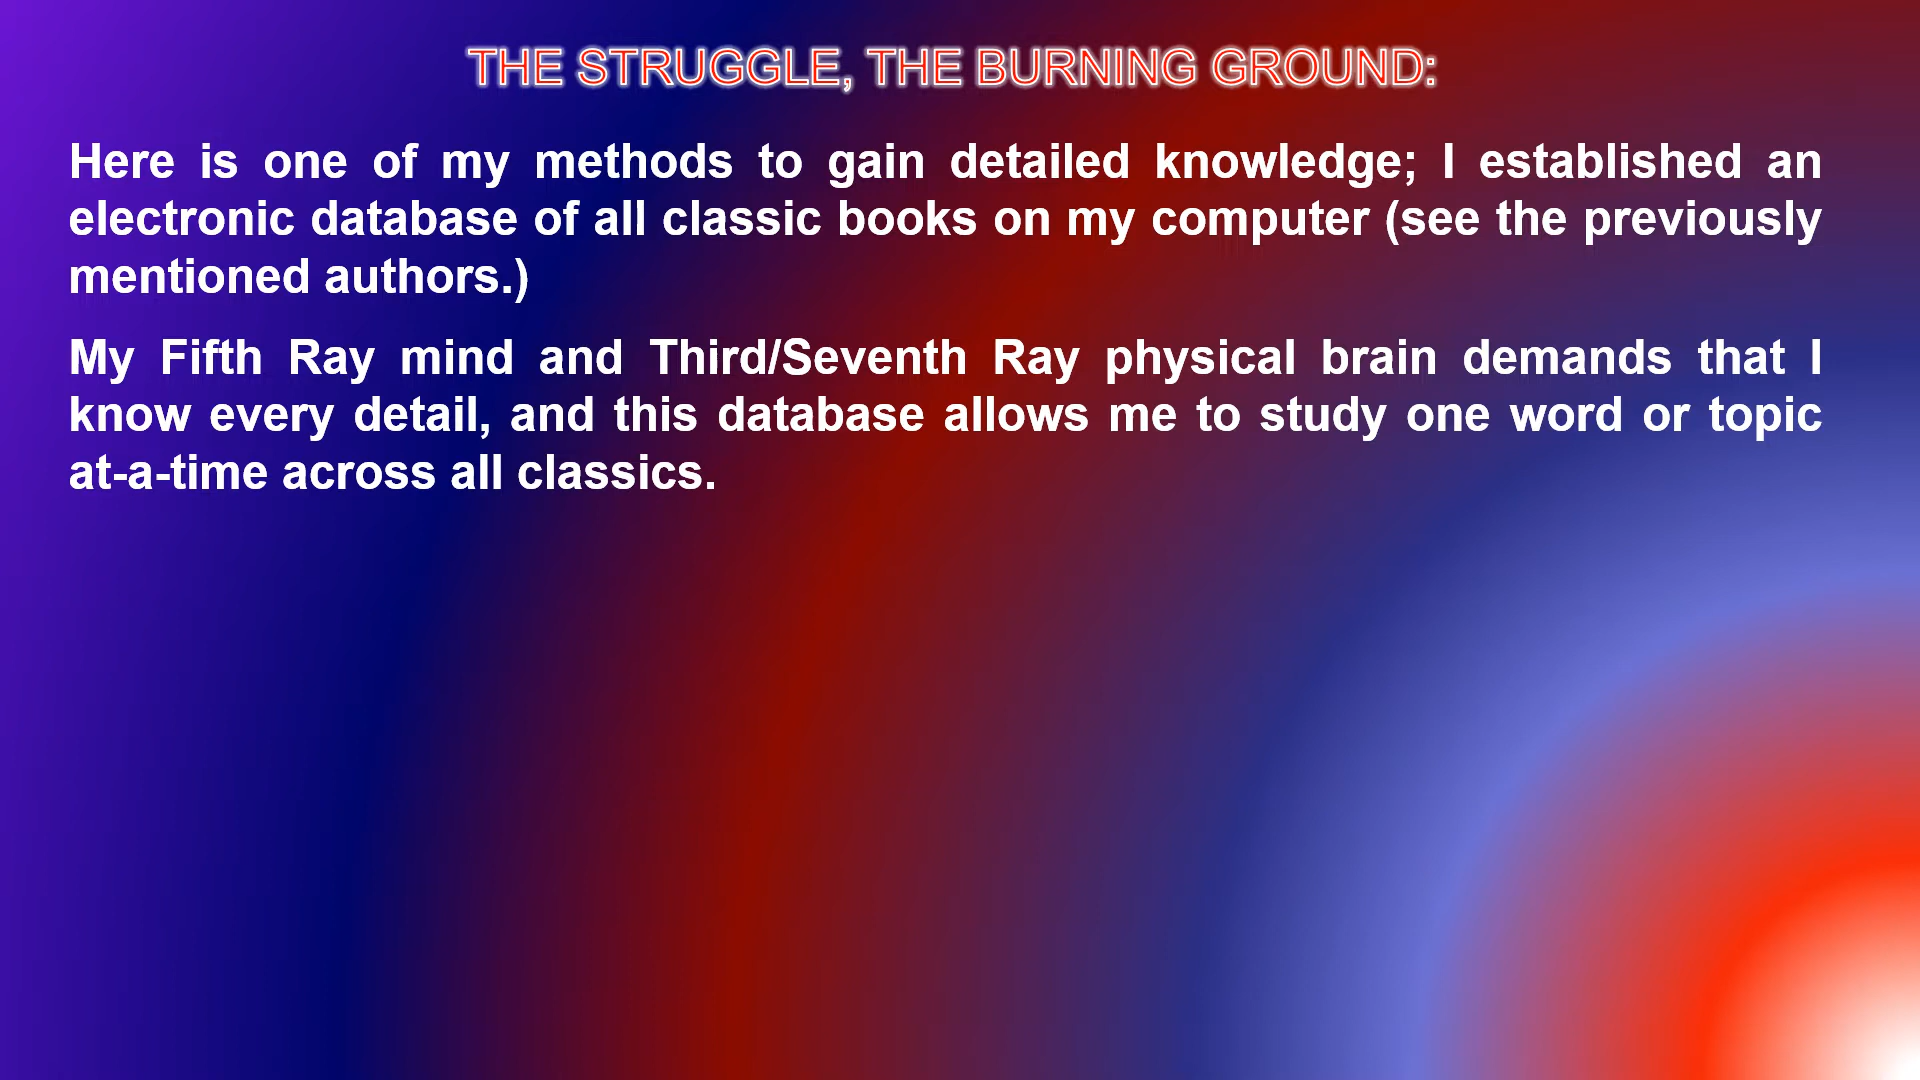 THE STRUGGLE, THE BURNING GROUND:
Here is one of my methods to gain detailed knowledge; I established an
electronic database of all classic books on my computer (see the previously
mentioned authors.)
My Fifth Ray mind and Third/Seventh Ray physical brain demands that I
know every detail, and this database allows me to study one word or topic
at-a-time across all classics.